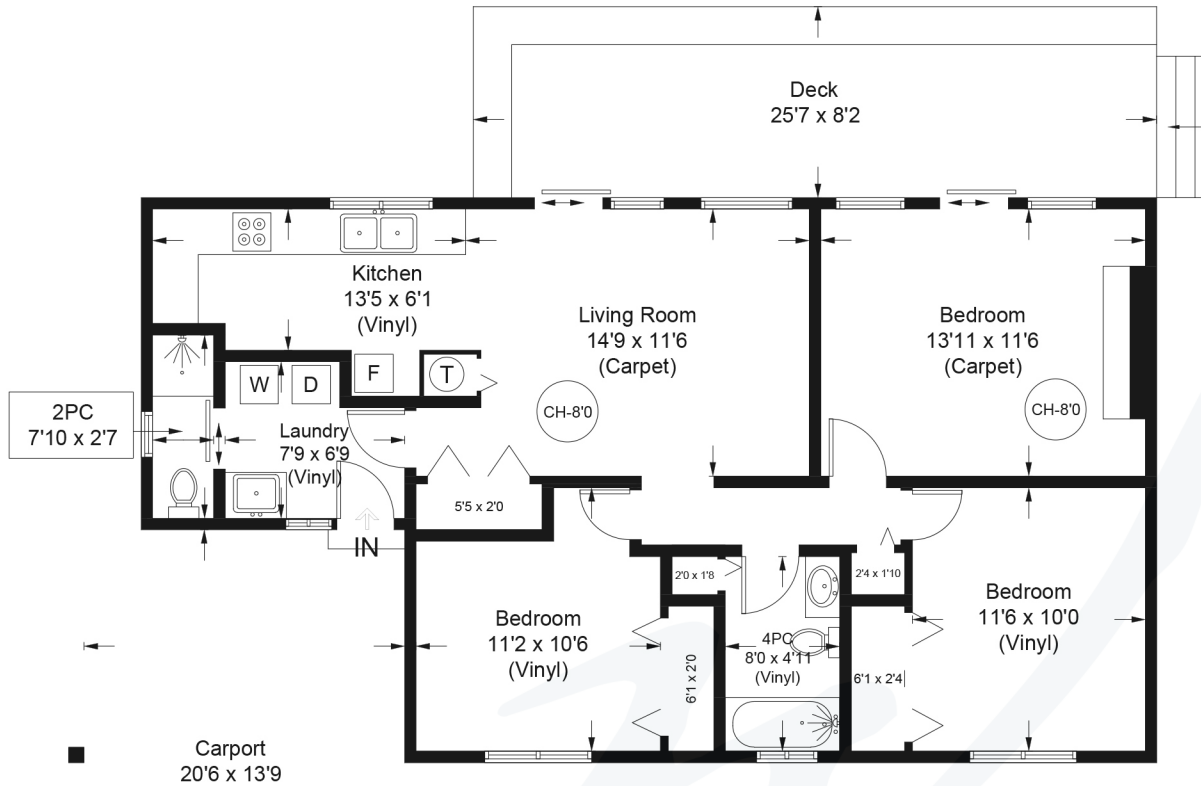 Deck
25'7 x 8'2
Kitchen
13'5 x 6'1
(Vinyl)
Living Room
14'9 x 11'6
(Carpet)
Bedroom
13'11 x 11'6
(Carpet)
W
D
F
T
CH-8'0
CH-8'0
2PC
7'10 x 2'7
Laundry
7'9 x 6'9
(Vinyl)
5'5 x 2'0
IN
2'0 x 1'8
2'4 x 1'10
Bedroom
11'2 x 10'6
(Vinyl)
6'1 x 2'0
4PC
8'0 x 4'11
(Vinyl)
6'1 x 2'4
Bedroom
11'6 x 10'0
(Vinyl)
Carport
20'6 x 13'9